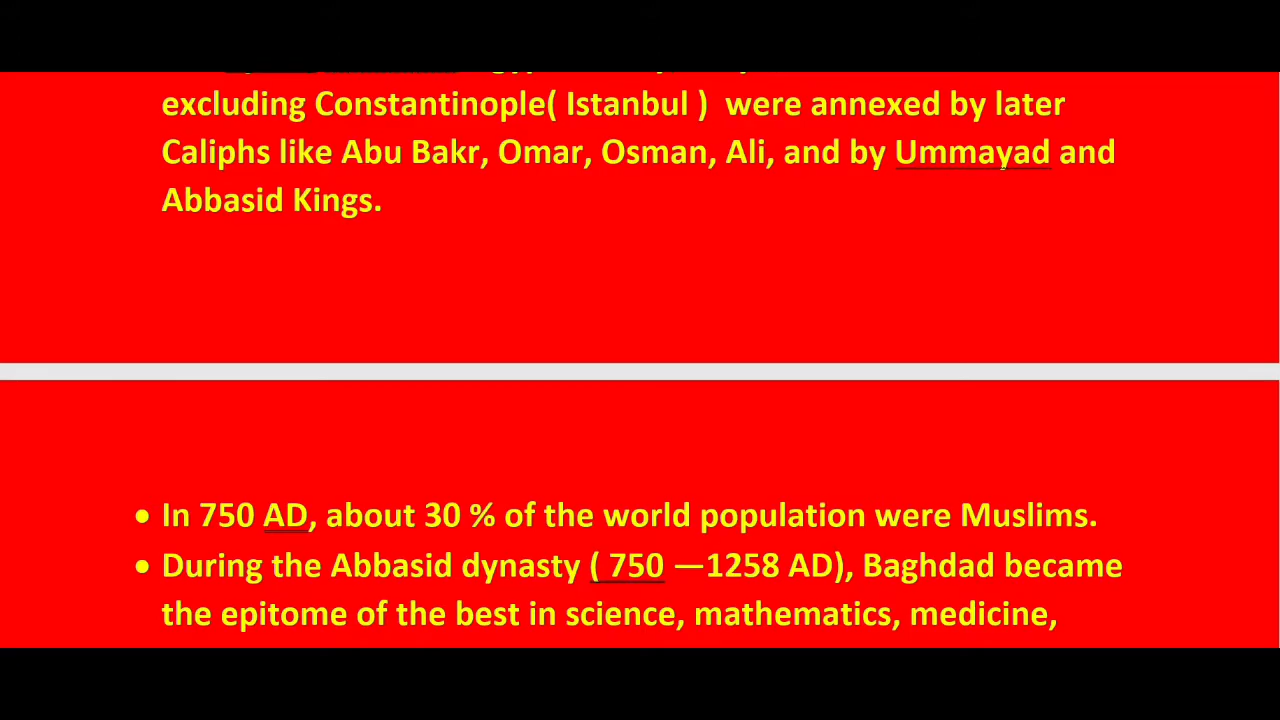 excluding Constantinople( Istanbul )  were annexed by later
Caliphs like Abu Bakr, Omar, Osman, Ali, and by Ummayad and
Abbasid Kings.
• In 750 AD, about 30 % of the world population were Muslims.
• During the Abbasid dynasty ( 750 —1258 AD), Baghdad became
the epitome of the best in science, mathematics, medicine,